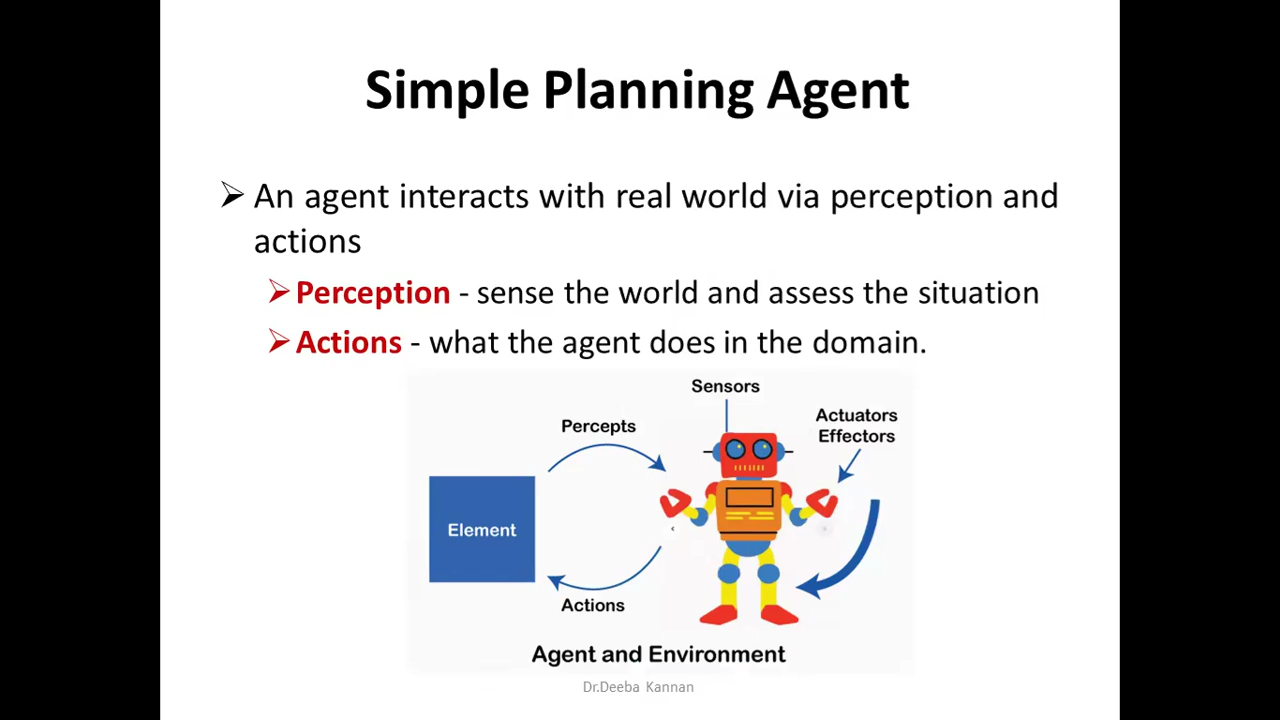 Simple Planning Agent
An agent interacts with real world via perception and
actions
Perception - sense the world and assess the situation
Actions - what the agent does in the domain.
Sensors
Percepts
Actuators
Effectors
Element
Actions
Agent and Environment
Dr.Deeba Kannan